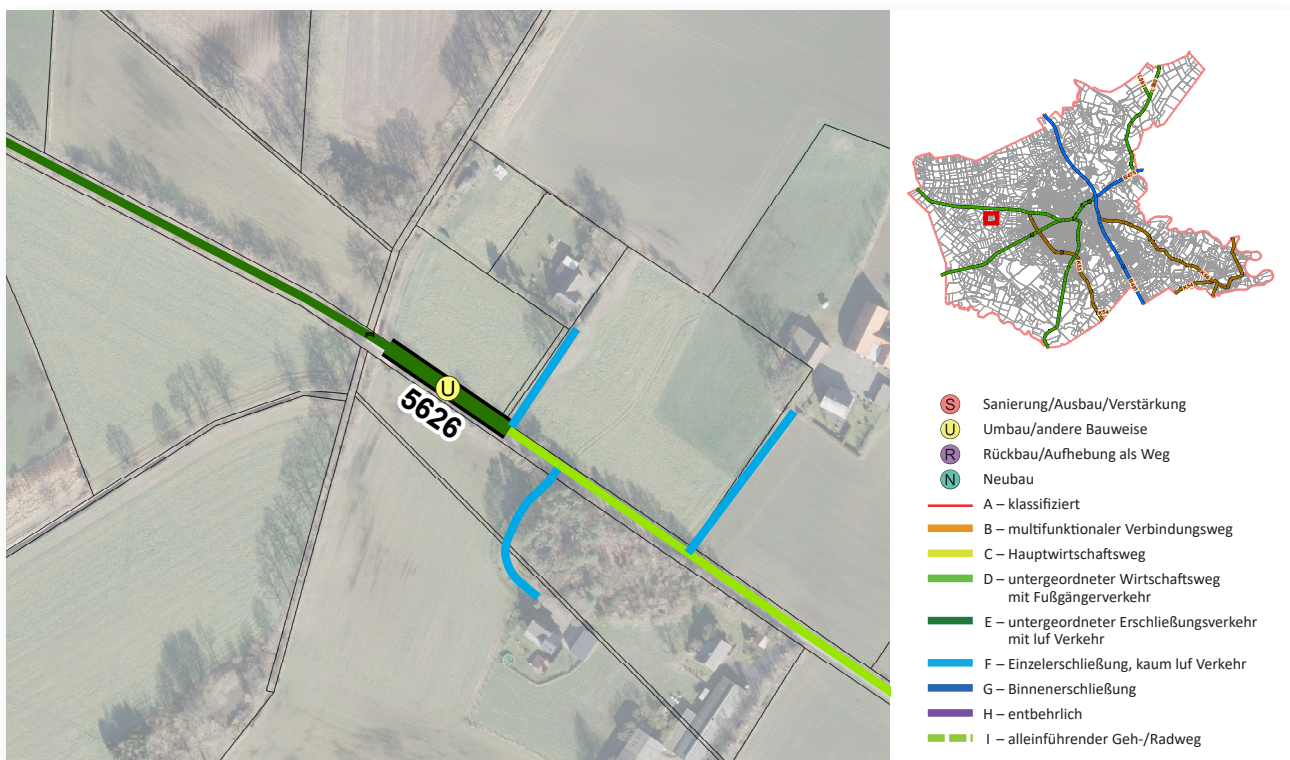 U
5626
S Sanierung/Ausbau/Verstärkung
U Umbau/andere Bauweise
R Rückbau/Aufhebung als Weg
N Neubau
A – klassifiziert
B – multifunktionaler Verbindungsweg
C – Hauptwirtschaftsweg
D – untergeordneter Wirtschaftsweg
mit Fußgängerverkehr
E – untergeordneter Erschließungsverkehr
mit luf Verkehr
F – Einzelerschließung, kaum luf Verkehr
G – Binnenerschließung
H – entbehrlich
I – alleinführender Geh-/Radweg